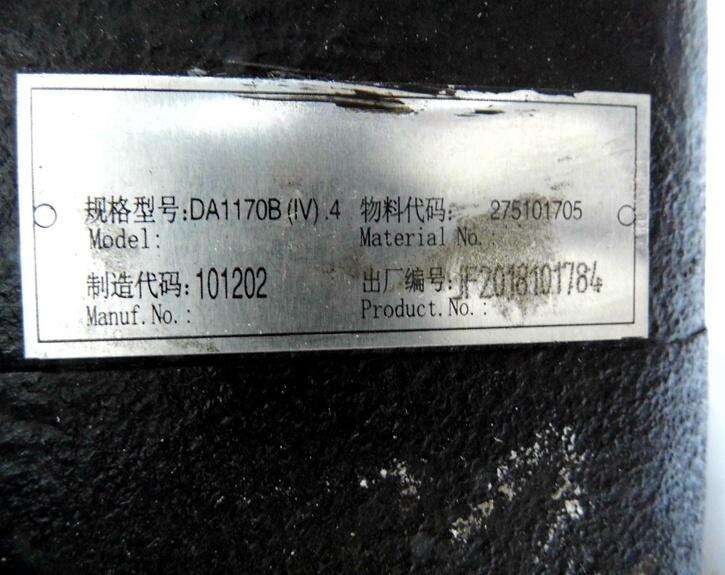 规格型号:DA1170B(IV).4 物料代码: 275101705
Model: Material No.:
制造代码:101202 出厂编号:JF2018101784
Manuf.No.: Product.No.: